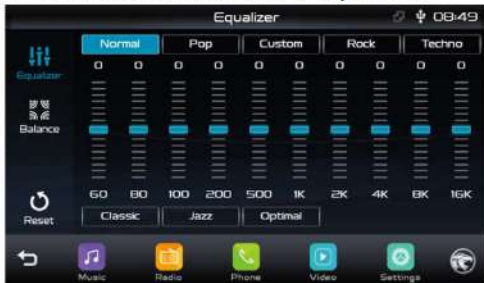 Equalizer 08:49
Normal Pop Custom Rock Techno
0 0 0 0 0 0 0 0 0 0
Equalizer
Balance
60 80 100 200 500 1K 2K 4K 8K 16K
Reset
Classic Jazz Optimal
Music Radio Phone Video Settings